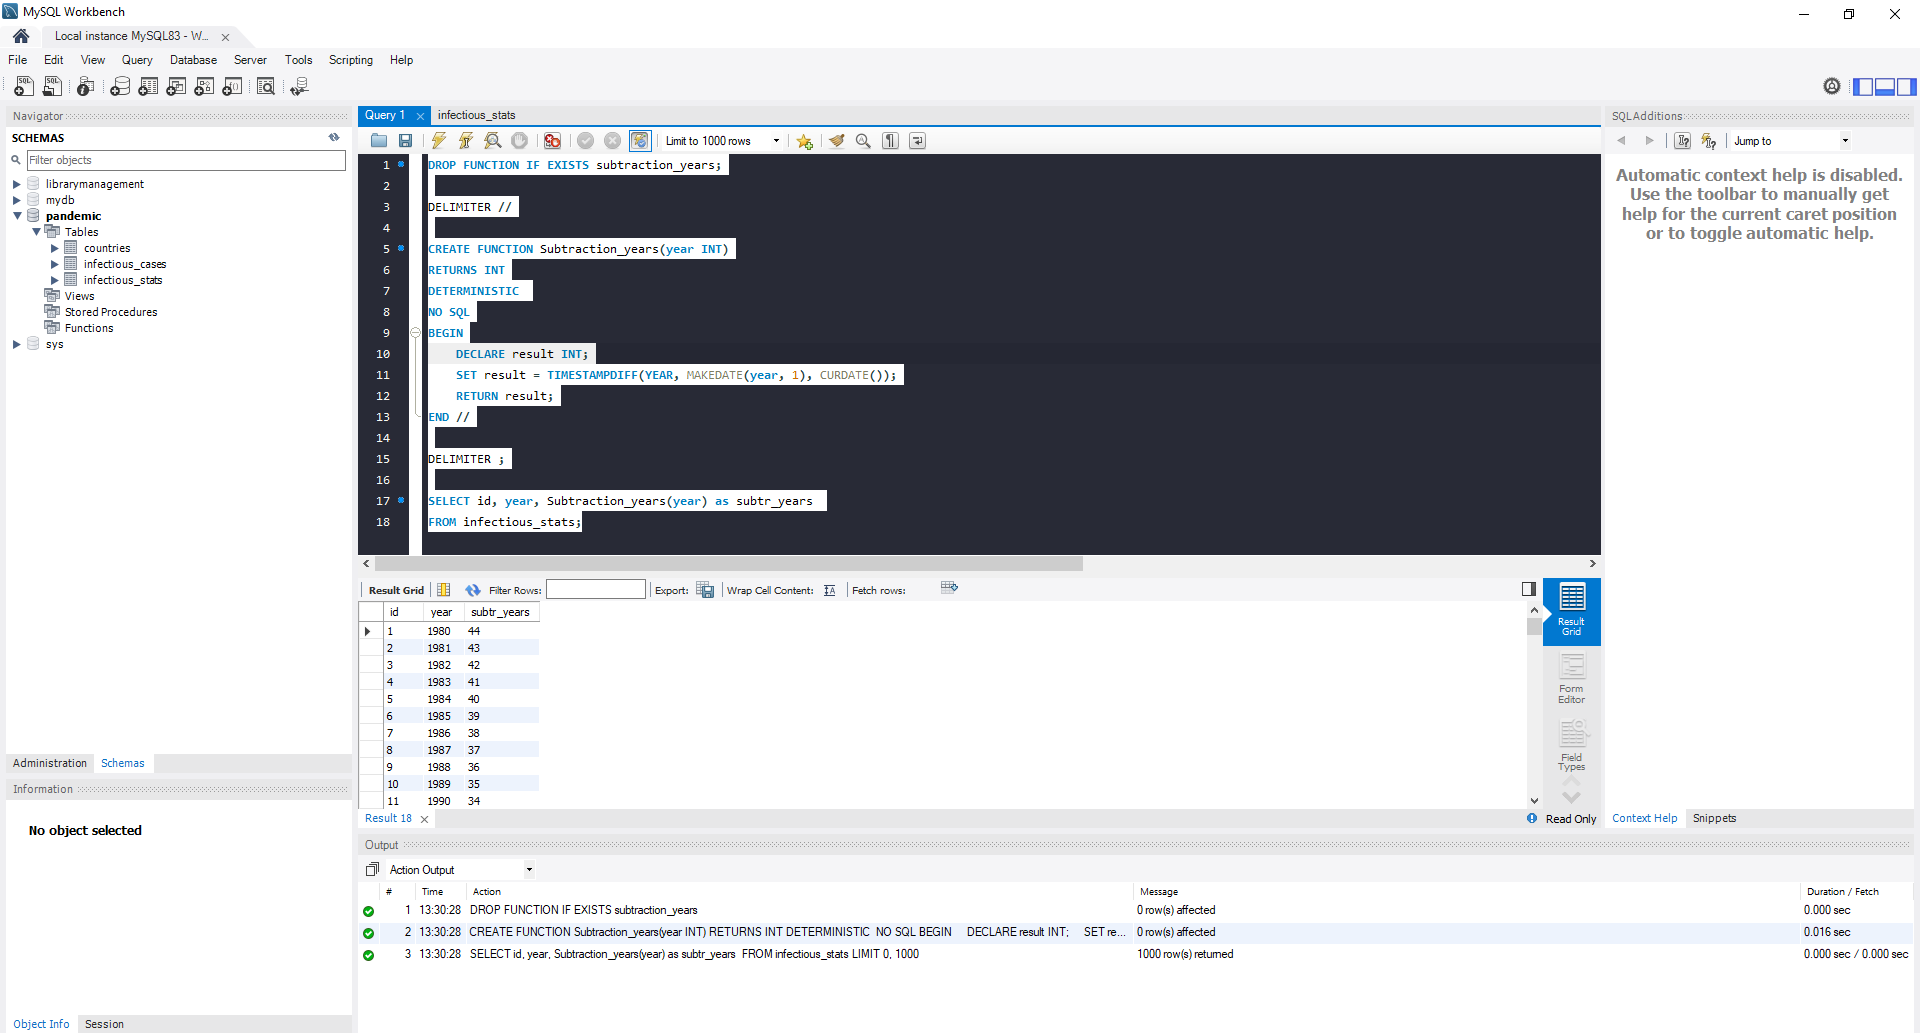 MySQL Workbench
Local instance MySQL83 - W...
File Edit View Query Database Server Tools Scripting Help
Navigator
SCHEMAS
Filter objects
librarymanagement
mydb
pandemic
Tables
countries
infectious_cases
infectious_stats
Views
Stored Procedures
Functions
sys
Administration Schemas
Information
No object selected
Object Info Session
Query 1 infectious_stats
Limit to 1000 rows
1 DROP FUNCTION IF EXISTS subtraction_years;
2
3 DELIMITER //
4
5 CREATE FUNCTION Subtraction_years(year INT)
6 RETURNS INT
7 DETERMINISTIC
8 NO SQL
9 BEGIN
10 DECLARE result INT;
11 SET result = TIMESTAMPDIFF(YEAR, MAKEDATE(year, 1), CURDATE());
12 RETURN result;
13 END //
14
15 DELIMITER ;
16
17 SELECT id, year, Subtraction_years(year) as subtr_years
18 FROM infectious_stats;
Result Grid Filter Rows: Export: Wrap Cell Content: Fetch rows:
id year subtr_years
1 1980 44
2 1981 43
3 1982 42
4 1983 41
5 1984 40
6 1985 39
7 1986 38
8 1987 37
9 1988 36
10 1989 35
11 1990 34
Result Grid
Form Editor
Field Types
Result 18
Read Only
SQLAdditions
Jump to
Automatic context help is disabled.
Use the toolbar to manually get
help for the current caret position
or to toggle automatic help.
Context Help Snippets
Output
Action Output
# Time Action Message Duration / Fetch
1 13:30:28 DROP FUNCTION IF EXISTS subtraction_years 0 row(s) affected 0.000 sec
2 13:30:28 CREATE FUNCTION Subtraction_years(year INT) RETURNS INT DETERMINISTIC NO SQL BEGIN DECLARE result INT; SET re... 0 row(s) affected 0.016 sec
3 13:30:28 SELECT id, year, Subtraction_years(year) as subtr_years FROM infectious_stats LIMIT 0, 1000 1000 row(s) returned 0.000 sec / 0.000 sec